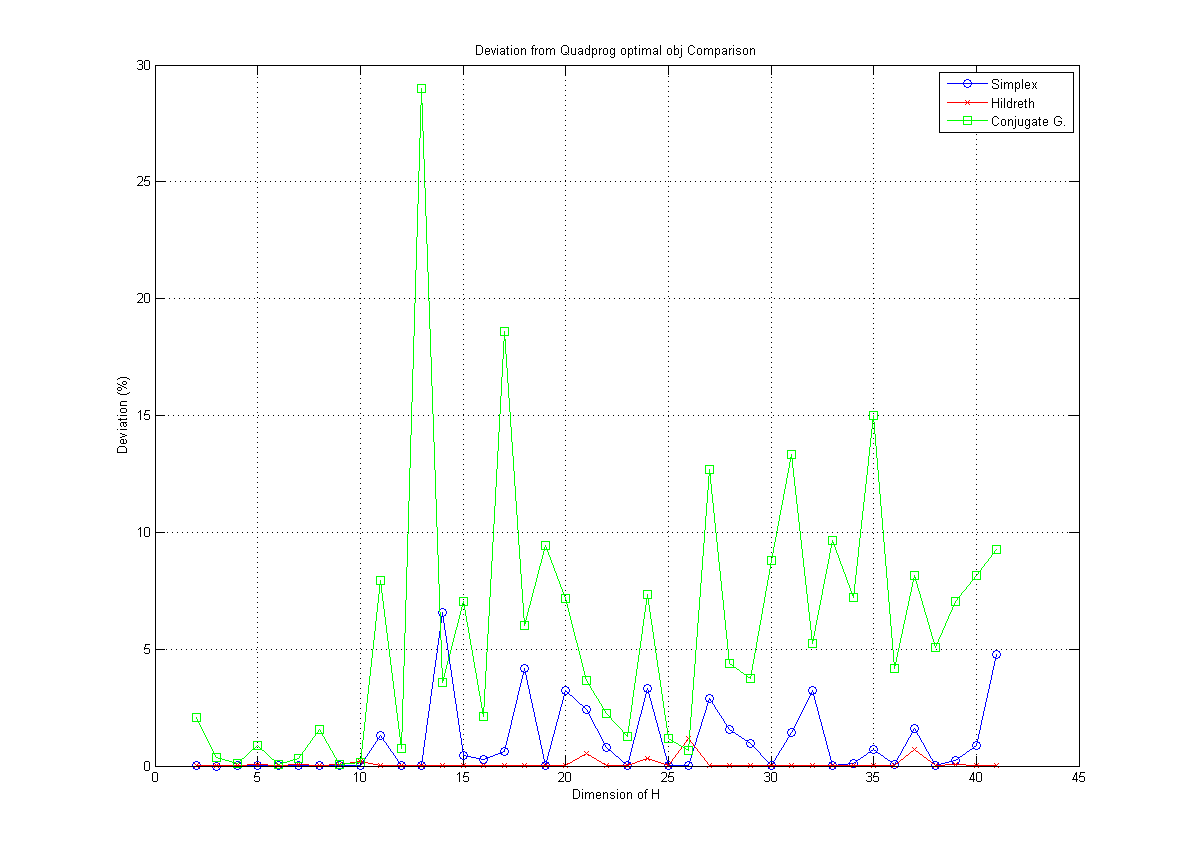 Deviation from Quadprog optimal obj Comparison
30
25
20
15
10
5
0
Deviation (%)
Simplex
Hildreth
Conjugate G.
0 5 10 15 20 25 30 35 40 45
Dimension of H